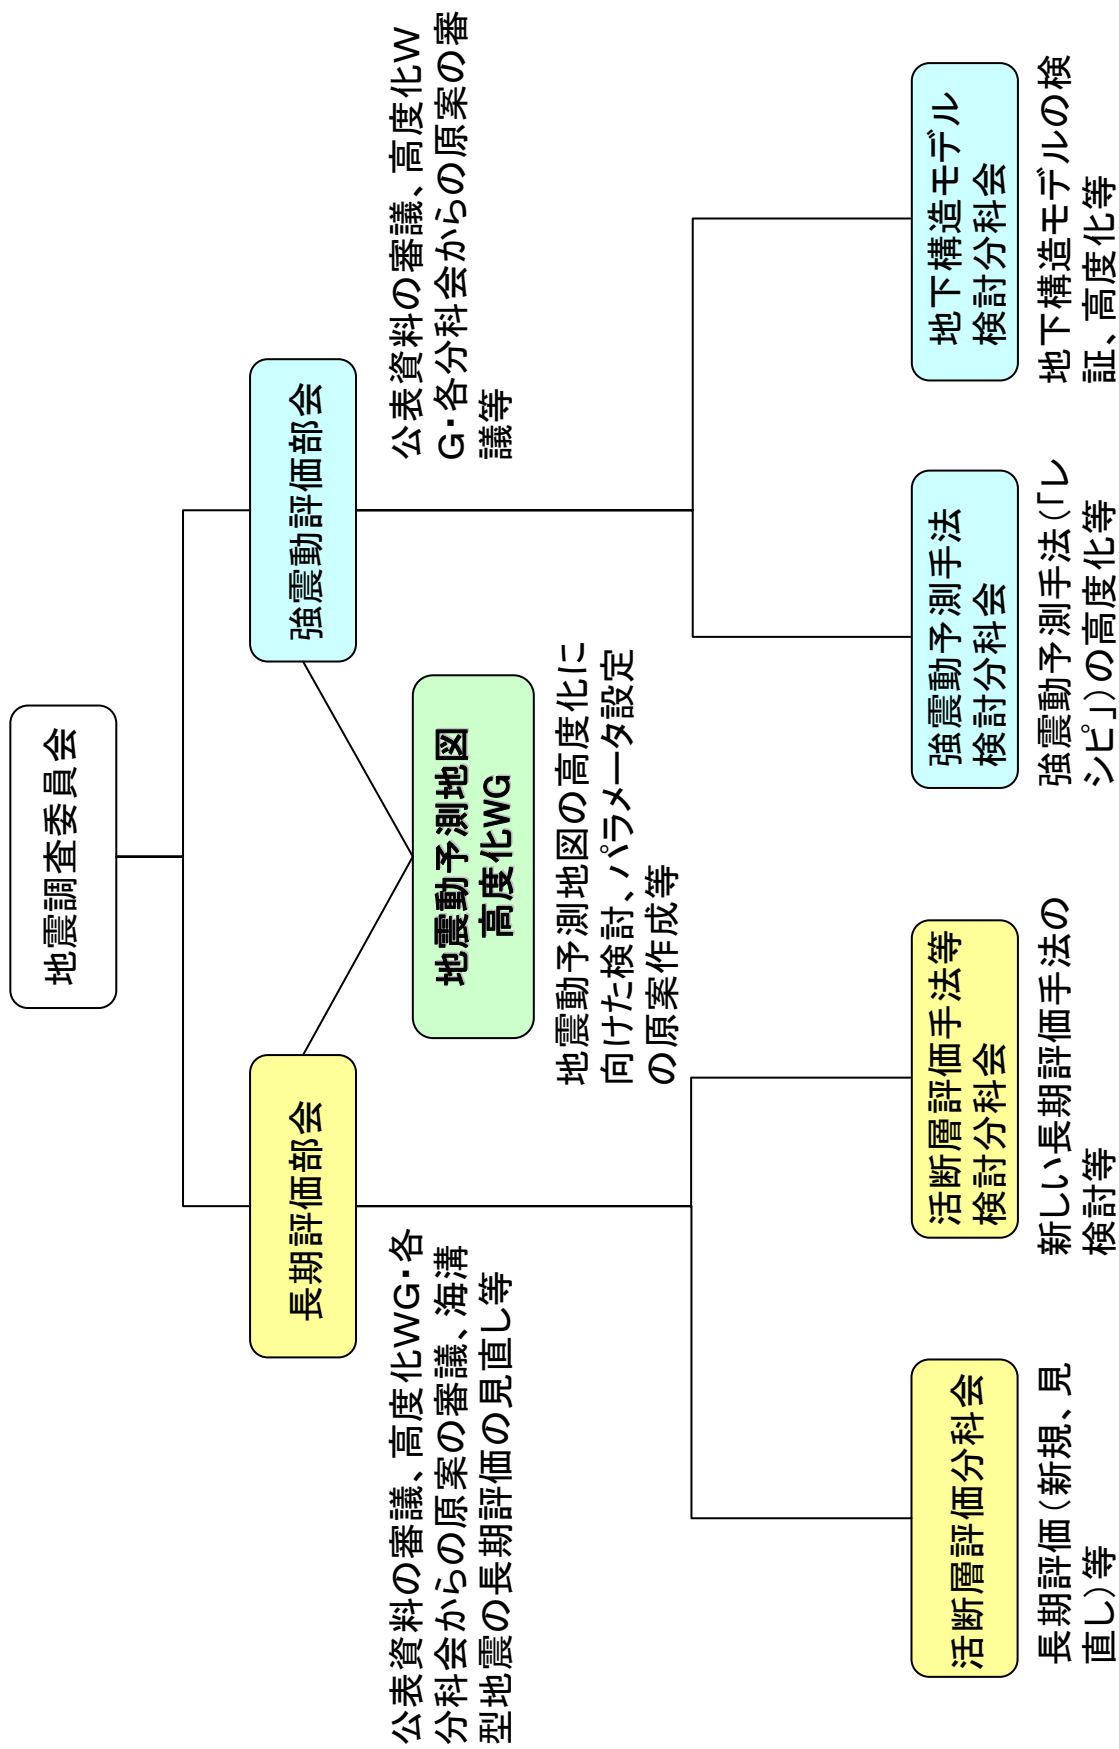 地震調査委員会
長期評価部会
公表資料の審議、高度化WG・各
分科会からの原案の審議、海溝
型地震の長期評価の見直し等
強震動評価部会
公表資料の審議、高度化W
G・各分科会からの原案の審
議等
地震動予測地図
高度化WG
地震動予測地図の高度化に
向けた検討、パラメータ設定
の原案作成等
活断層評価分科会
長期評価（新規、見
直し）等
活断層評価手法等
検討分科会
新しい長期評価手法の
検討等
強震動予測手法
検討分科会
強震動予測手法（「レ
シピ」）の高度化等
地下構造モデル
検討分科会
地下構造モデルの検
証、高度化等